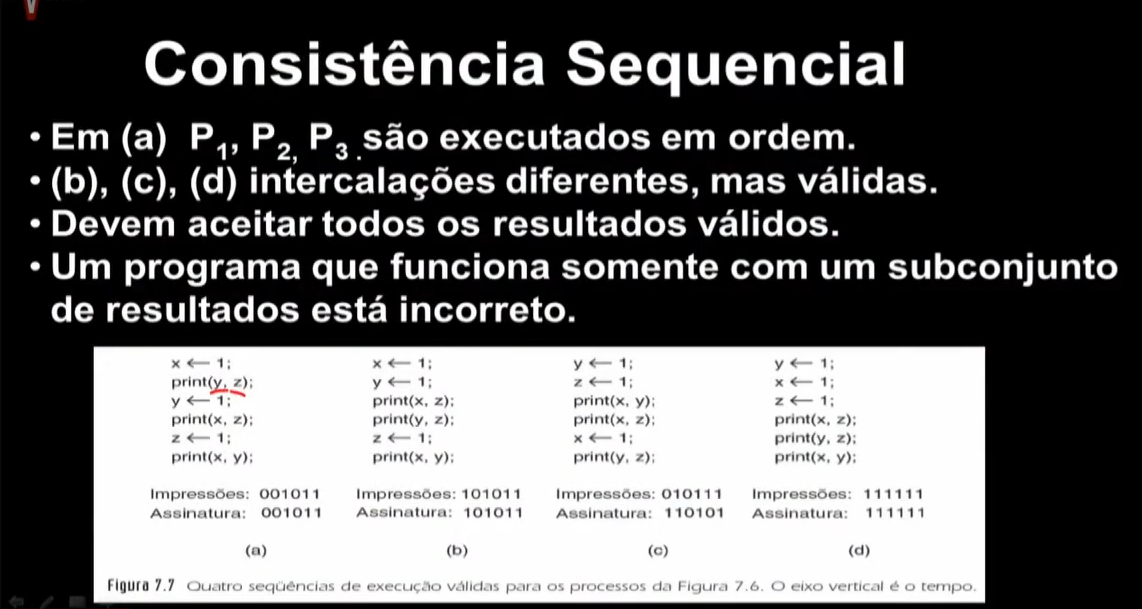 Consistência Sequencial
• Em (a) P1, P2, P3 . são executados em ordem.
• (b), (c), (d) intercalações diferentes, mas válidas.
• Devem aceitar todos os resultados válidos.
• Um programa que funciona somente com um subconjunto
de resultados está incorreto.
x ← 1;
print(y, z);
y ← 1;
print(x, z);
z ← 1;
print(x, y);
Impressões: 001011
Assinatura: 001011
(a)
x ← 1;
y ← 1;
print(x, z);
print(y, z);
z ← 1;
print(x, y);
Impressões: 101011
Assinatura: 101011
(b)
y ← 1;
z ← 1;
print(x, y);
print(x, z);
x ← 1;
print(y, z);
Impressões: 010111
Assinatura: 110101
(c)
y ← 1;
x ← 1;
z ← 1;
print(x, z);
print(y, z);
print(x, y);
Impressões: 111111
Assinatura: 111111
(d)
Figura 7.7 Quatro seqüências de execução válidas para os processos da Figura 7.6. O eixo vertical é o tempo.